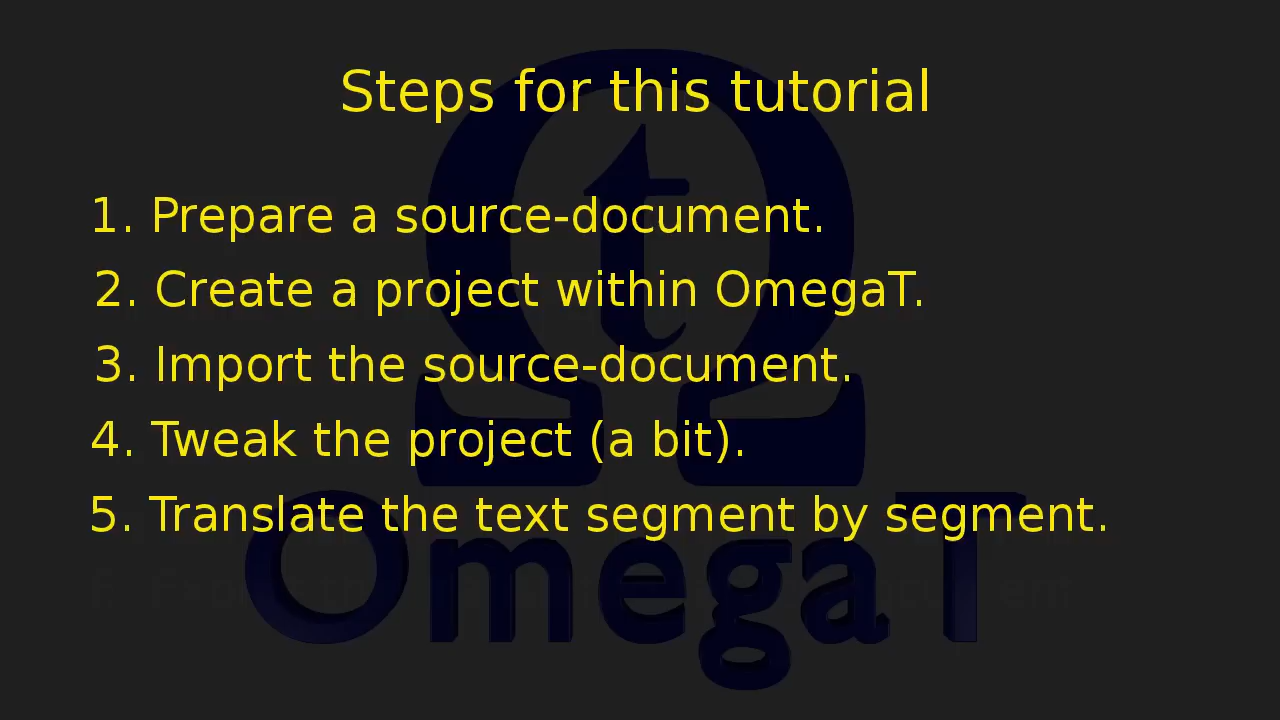 Steps for this tutorial
1. Prepare a source-document.
2. Create a project within OmegaT.
3. Import the source-document.
4. Tweak the project (a bit).
5. Translate the text segment by segment.
t
OmegaT